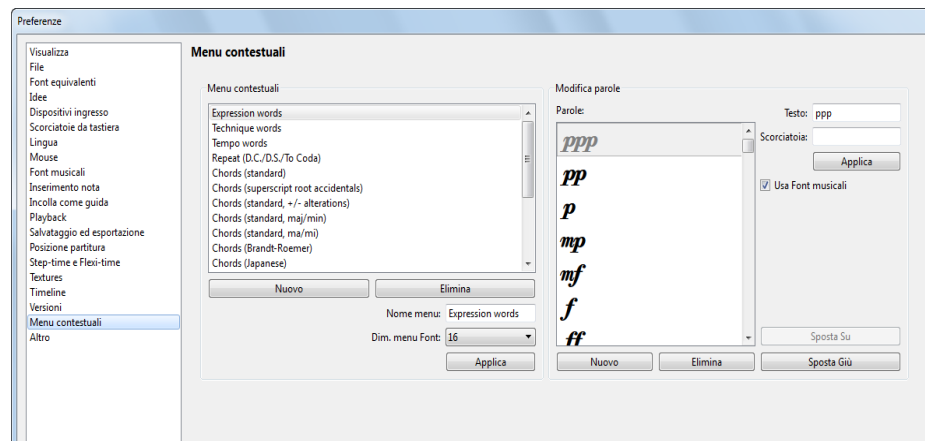 Preferenze
Visualizza
File
Font equivalenti
Idee
Dispositivi ingresso
Scorciatoie da tastiera
Lingua
Mouse
Font musicali
Inserimento nota
Incolla come guida
Playback
Salvataggio ed esportazione
Posizione partitura
Step-time e Flexi-time
Textures
Timeline
Versioni
Menu contestuali
Altro
Menu contestuali
Menu contestuali
Expression words
Technique words
Tempo words
Repeat (D.C./D.S./To Coda)
Chords (standard)
Chords (superscript root accidentals)
Chords (standard, +/- alterations)
Chords (standard, maj/min)
Chords (standard, ma/mi)
Chords (Brandt-Roemer)
Chords (Japanese)
Nuovo Elimina
Nome menu: Expression words
Dim. menu Font: 16
Applica
Modifica parole
Parole:
ppp
pp
p
mp
mf
f
ff
Nuovo Elimina
Testo: ppp
Scorciatoia:
Applica
Usa Font musicali
Sposta Su
Sposta Giù